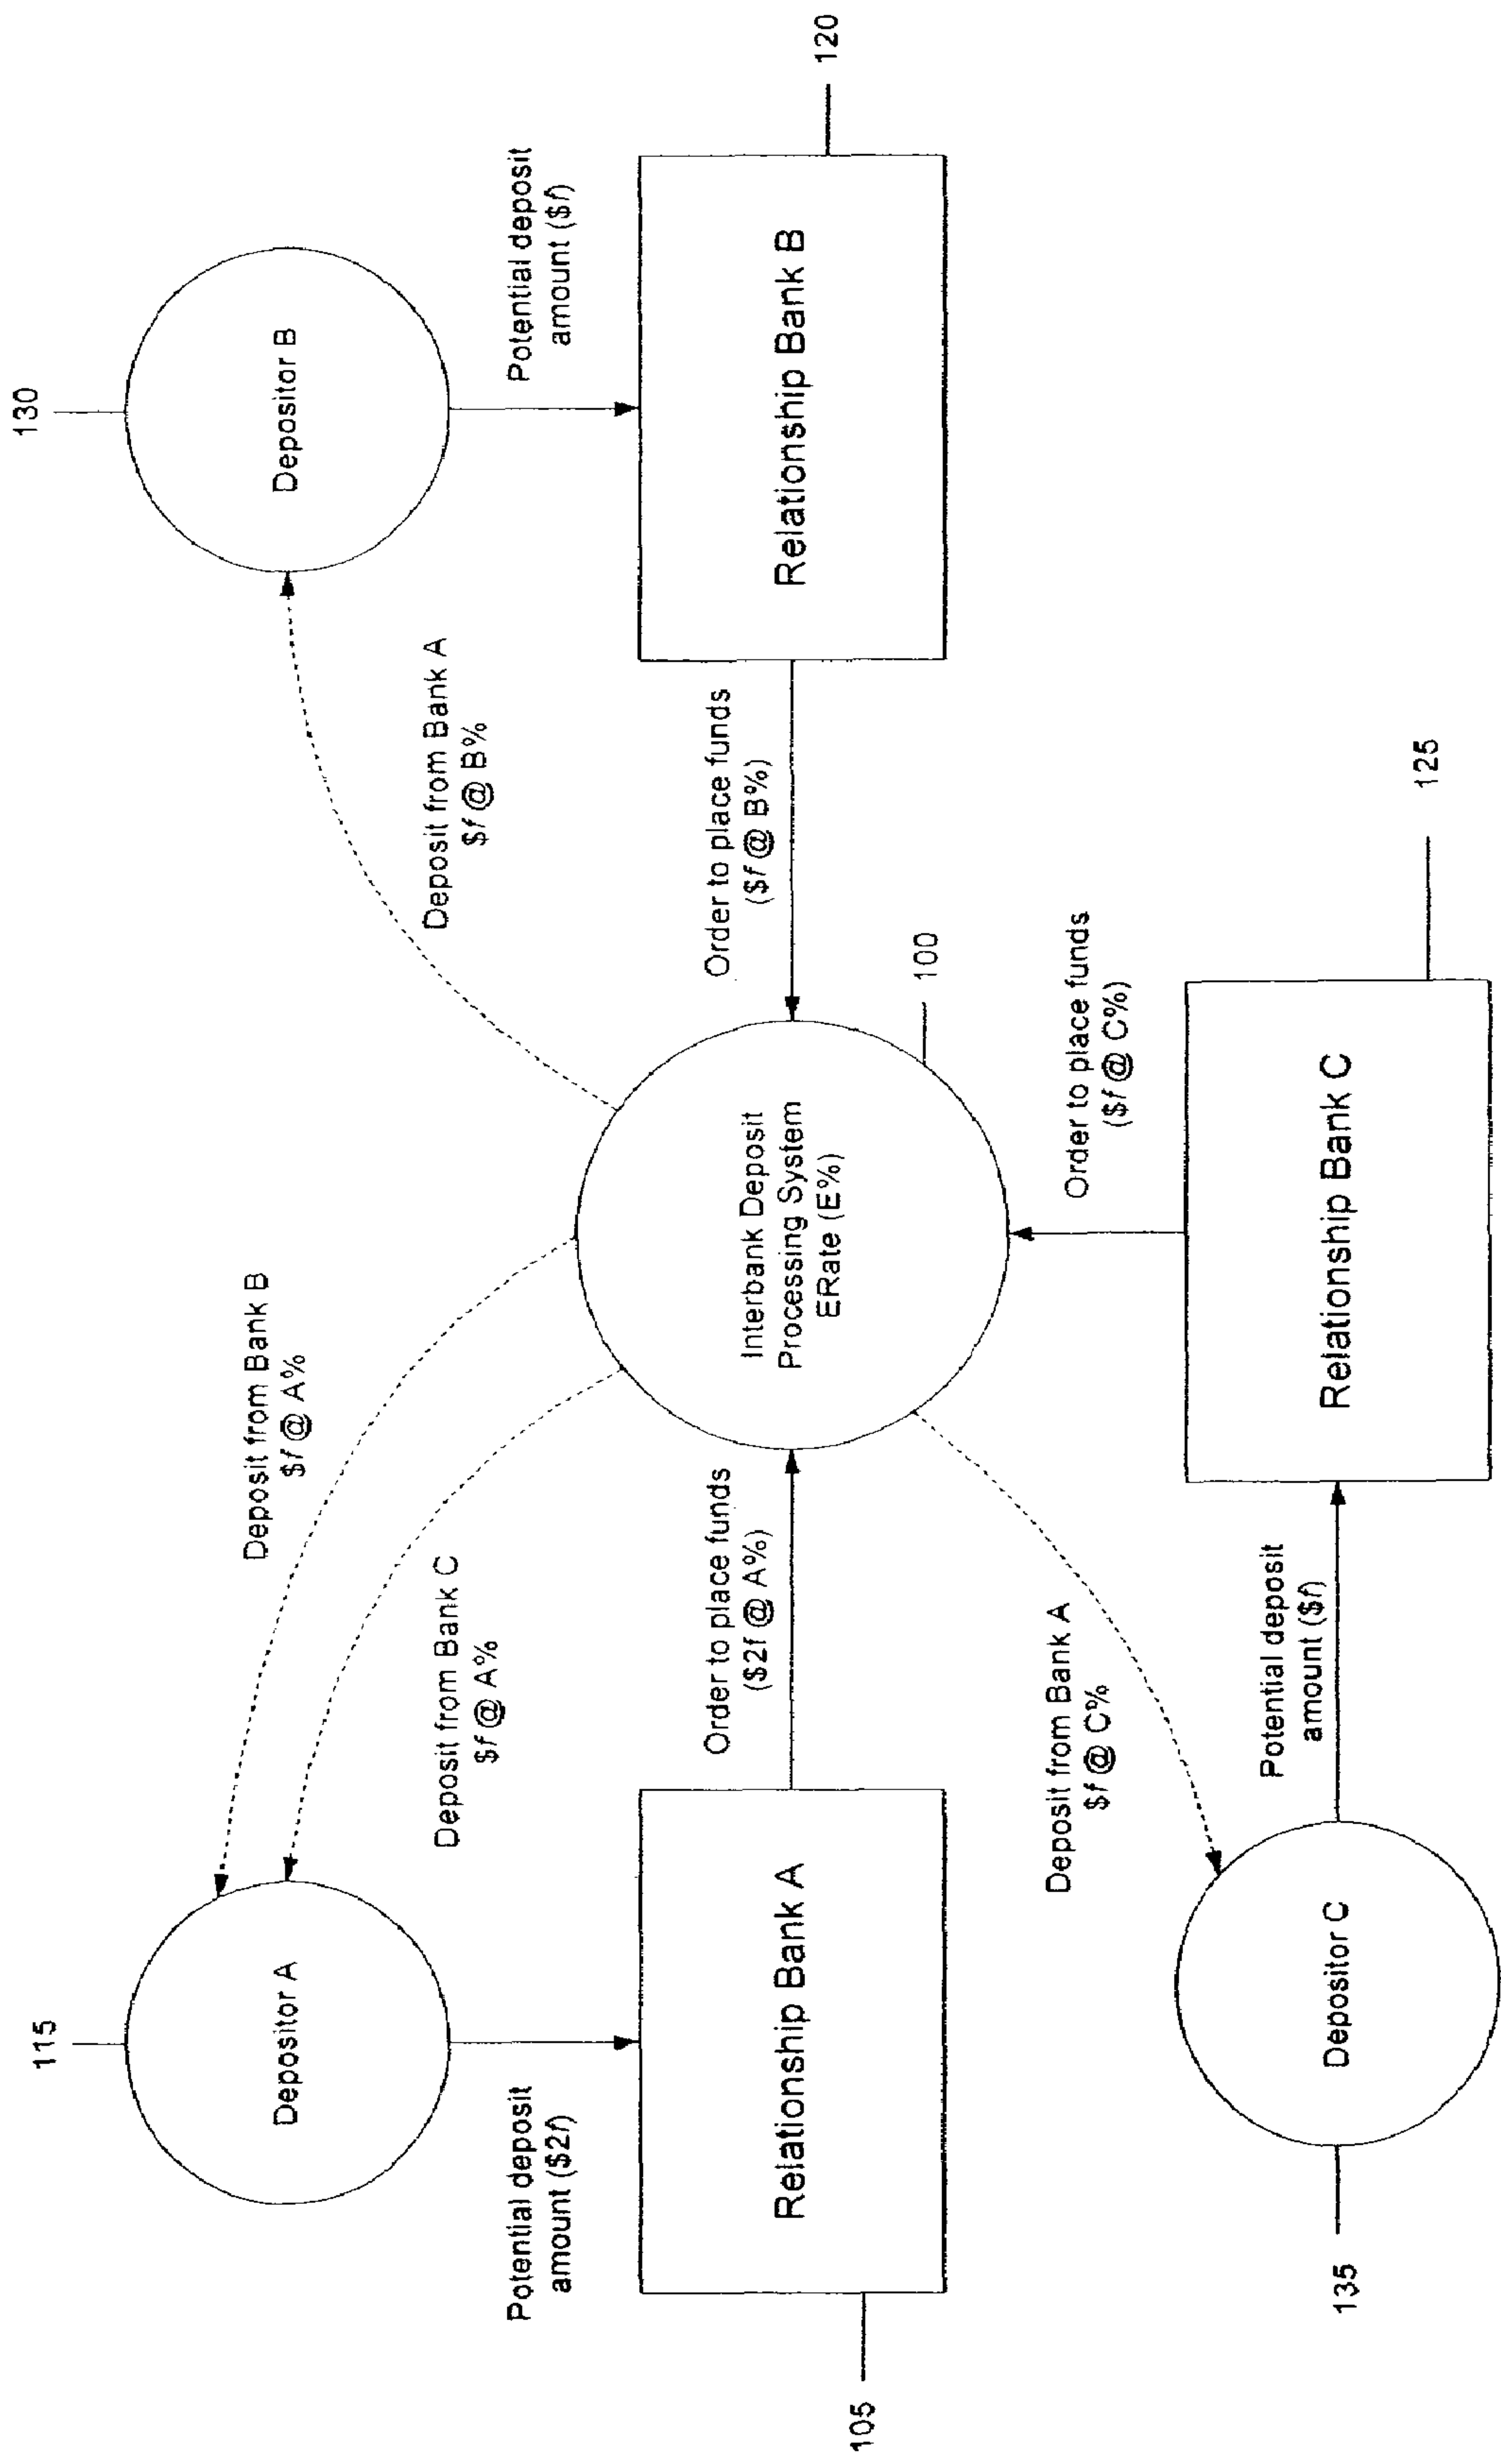 115
Depositor A
Potential deposit
amount ($2f)
Relationship Bank A
105
Deposit from Bank B
$f @ A%
Deposit from Bank C
$f @ A%
Order to place funds
($2f @ A%)
Interbank Deposit
Processing System
ERate (E%)
100
130
Depositor B
Deposit from Bank A
$f @ B%
Potential deposit
amount ($f)
Order to place funds
($f @ B%)
Relationship Bank B
120
Deposit from Bank A
$f @ C%
Order to place funds
($f @ C%)
135
Depositor C
Potential deposit
amount ($f)
Relationship Bank C
125